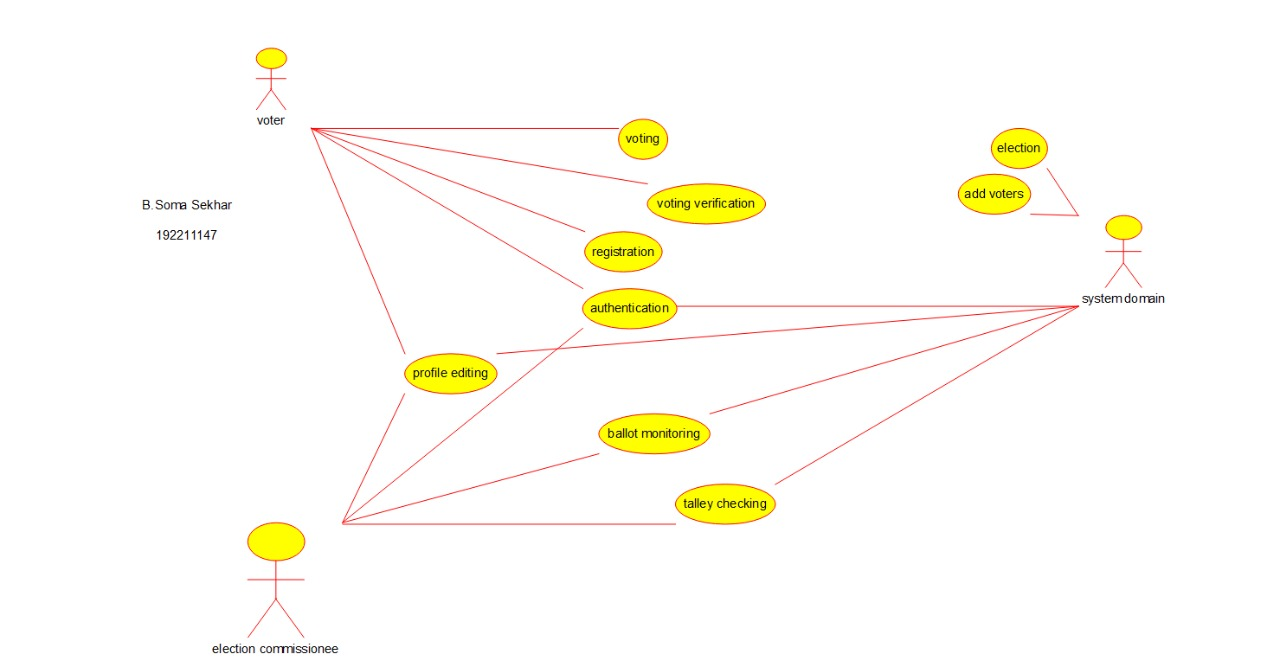 voter
voting
election
add voters
voting verification
B.Soma Sekhar
192211147
registration
system domain
authentication
profile editing
ballot monitoring
talley checking
election commissionee